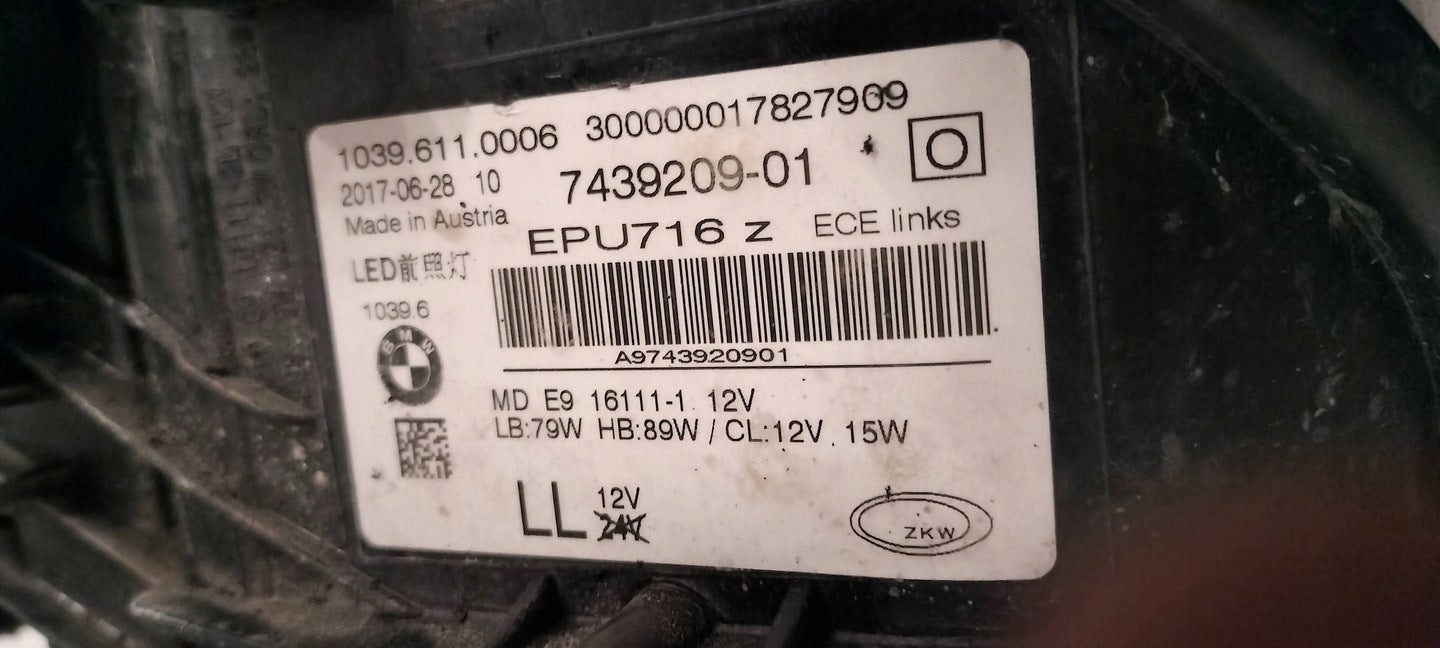 1039.611.0006 300000017827909
2017-06-28 10 7439209-01
Made in Austria EPU716 z ECE links
LED前照灯
1039.6
BMW
A9743920901
MD E9 16111-1 12V
LB:79W HB:89W / CL:12V 15W
LL 12V
24V
ZKW